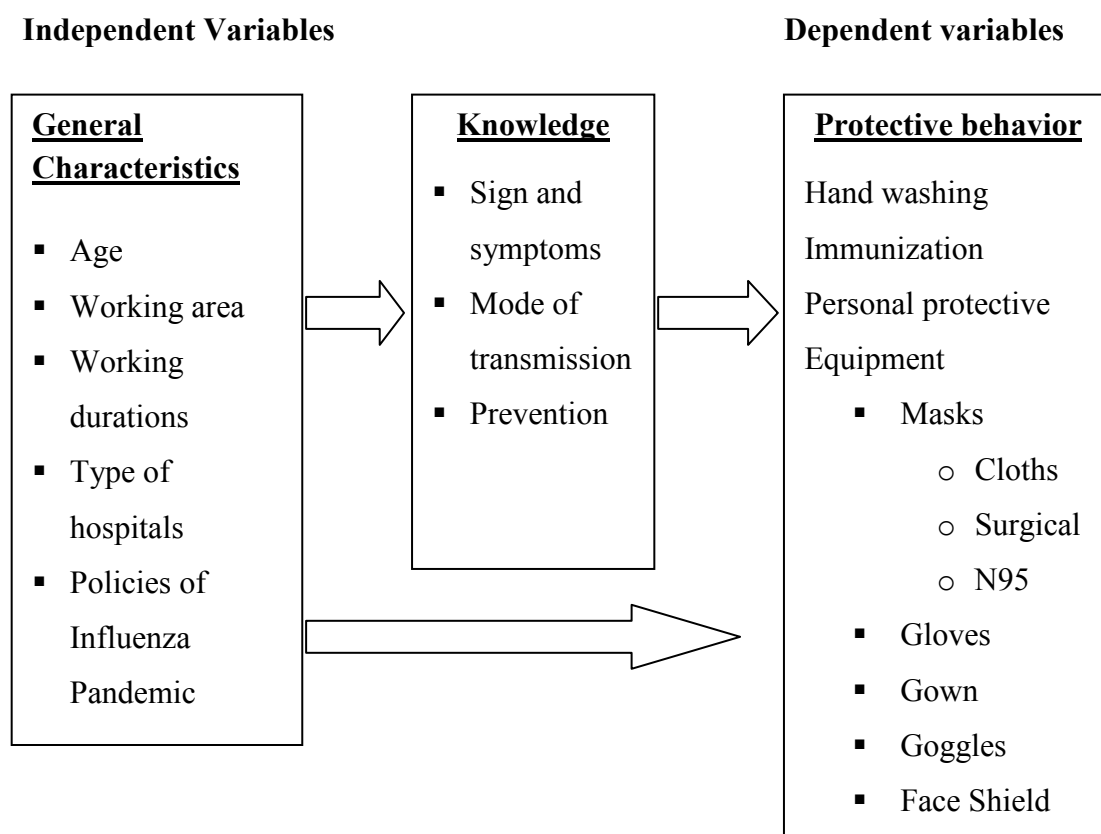 Independent Variables
Dependent variables
General
Characteristics
▪ Age
▪ Working area
▪ Working
durations
▪ Type of
hospitals
▪ Policies of
Influenza
Pandemic
Knowledge
▪ Sign and
symptoms
▪ Mode of
transmission
▪ Prevention
Protective behavior
Hand washing
Immunization
Personal protective
Equipment
▪ Masks
o Cloths
o Surgical
o N95
▪ Gloves
▪ Gown
▪ Goggles
▪ Face Shield